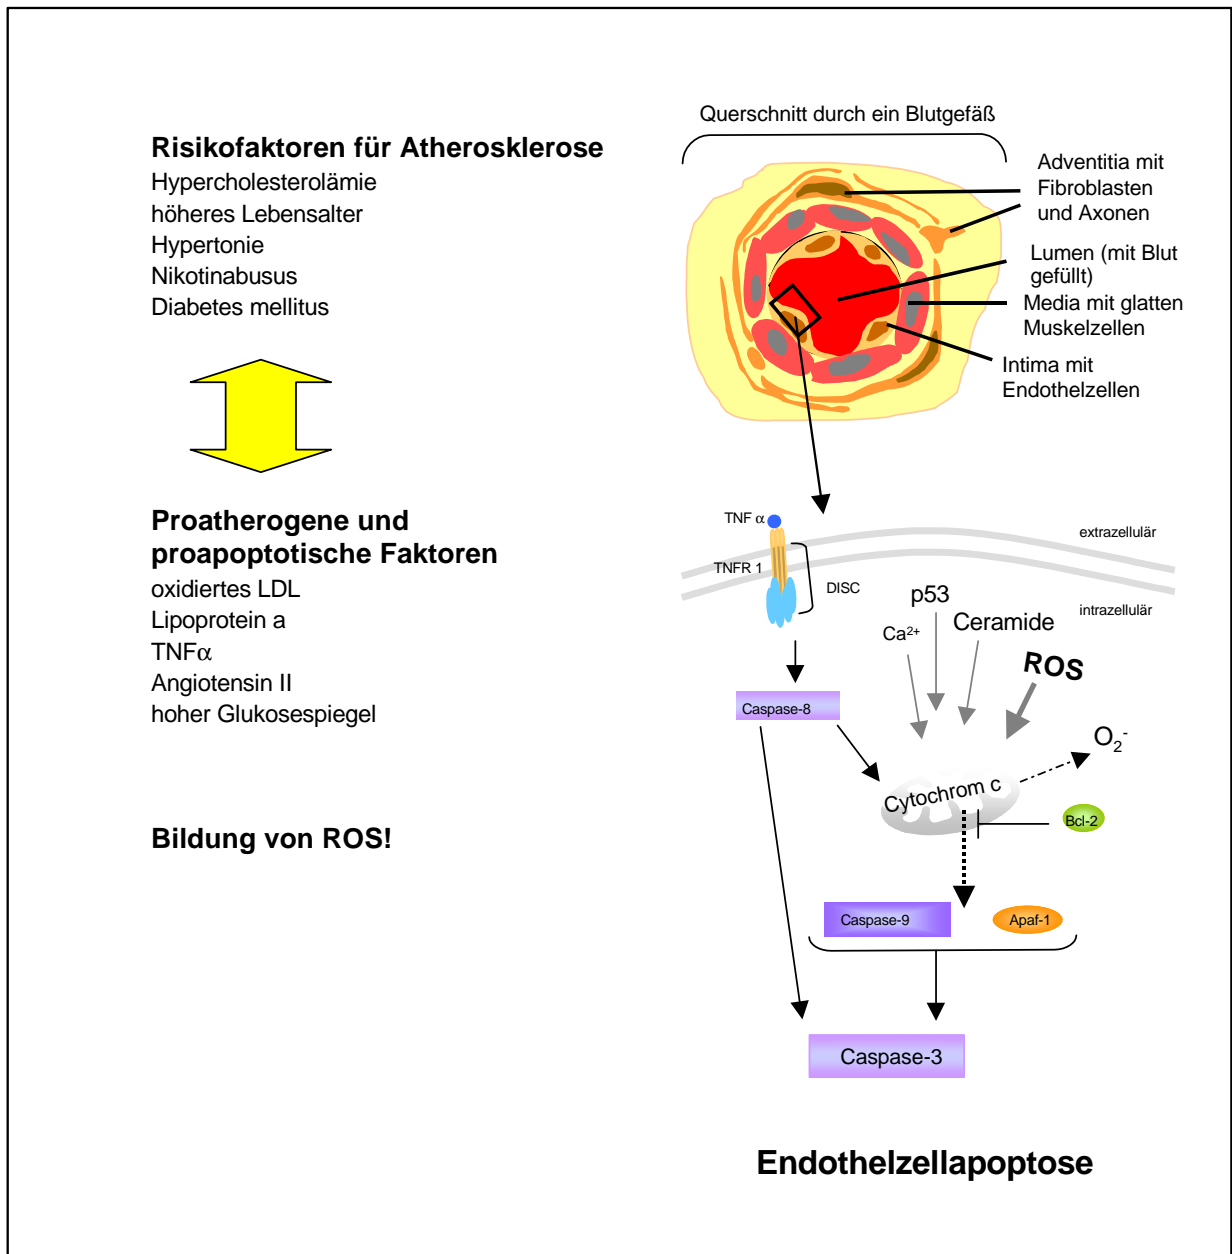 Querschnitt durch ein Blutgefäß
Risikofaktoren für Atherosklerose
Hypercholesterolämie
höheres Lebensalter
Hypertonie
Nikotinabusus
Diabetes mellitus
Adventitia mit
Fibroblasten
und Axonen
Lumen (mit Blut
gefüllt)
Media mit glatten
Muskelzellen
Intima mit
Endothelzellen
Proatherogene und
proapoptotische Faktoren
oxidiertes LDL
Lipoprotein a
TNFα
Angiotensin II
hoher Glukosespiegel
Bildung von ROS!
TNF α
TNFR 1
DISC
extrazellulär
intrazellulär
p53
Ca²⁺
Ceramide
ROS
Caspase-8
O₂⁻
Cytochrom c
Bcl-2
Caspase-9
Apaf-1
Caspase-3
Endothelzellapoptose